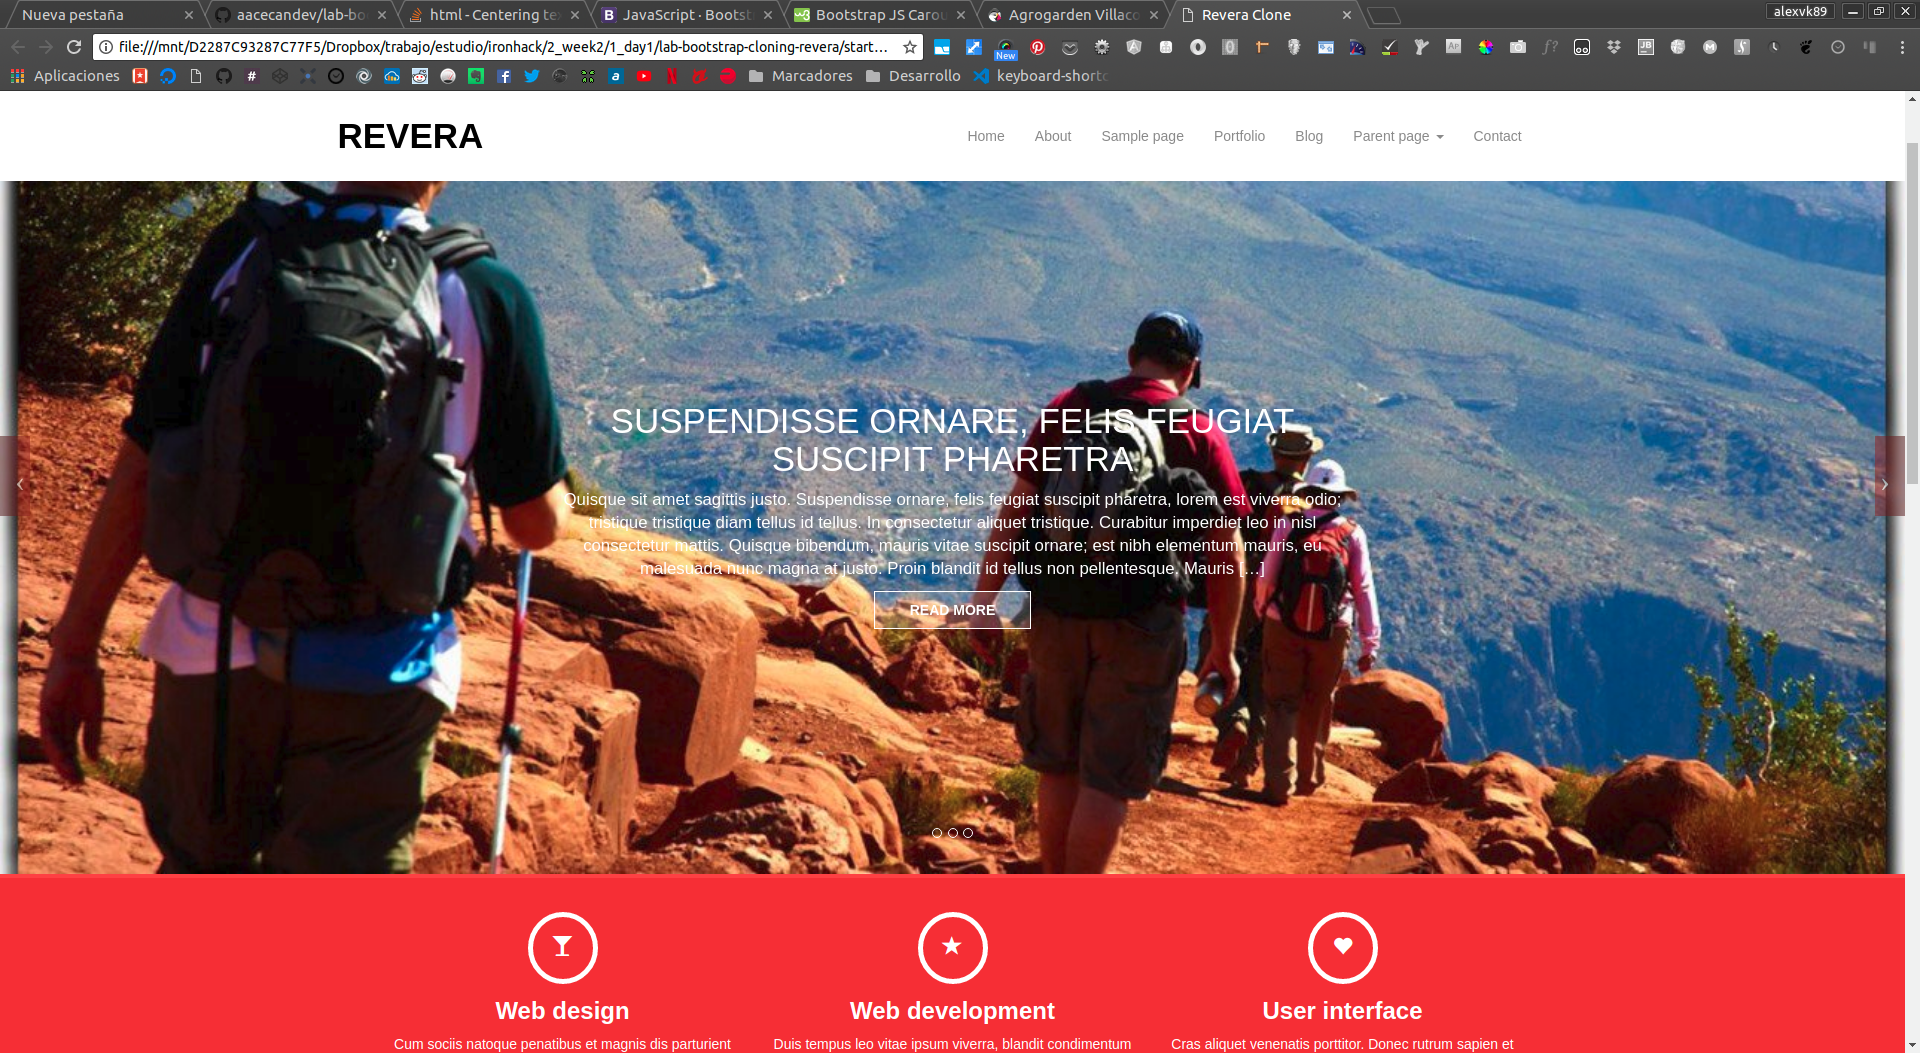 Nueva pestaña
aacecandev/lab-bo
html - Centering te
JavaScript · Bootst
Bootstrap JS Carou
Agrogarden Villaco
Revera Clone
alexvk89
file:///mnt/D2287C93287C77F5/Dropbox/trabajo/estudio/ironhack/2_week2/1_day1/lab-bootstrap-cloning-revera/start...
New
Aplicaciones
Marcadores
Desarrollo
keyboard-shortc
REVERA
Home
About
Sample page
Portfolio
Blog
Parent page
Contact
SUSPENDISSE ORNARE, FELIS FEUGIAT
SUSCIPIT PHARETRA
Quisque sit amet sagittis justo. Suspendisse ornare, felis feugiat suscipit pharetra, lorem est viverra odio;
tristique tristique diam tellus id tellus. In consectetur aliquet tristique. Curabitur imperdiet leo in nisl
consectetur mattis. Quisque bibendum, mauris vitae suscipit ornare; est nibh elementum mauris, eu
malesuada nunc magna at justo. Proin blandit id tellus non pellentesque. Mauris […]
READ MORE
Web design
Web development
User interface
Cum sociis natoque penatibus et magnis dis parturient
Duis tempus leo vitae ipsum viverra, blandit condimentum
Cras aliquet venenatis porttitor. Donec rutrum sapien et